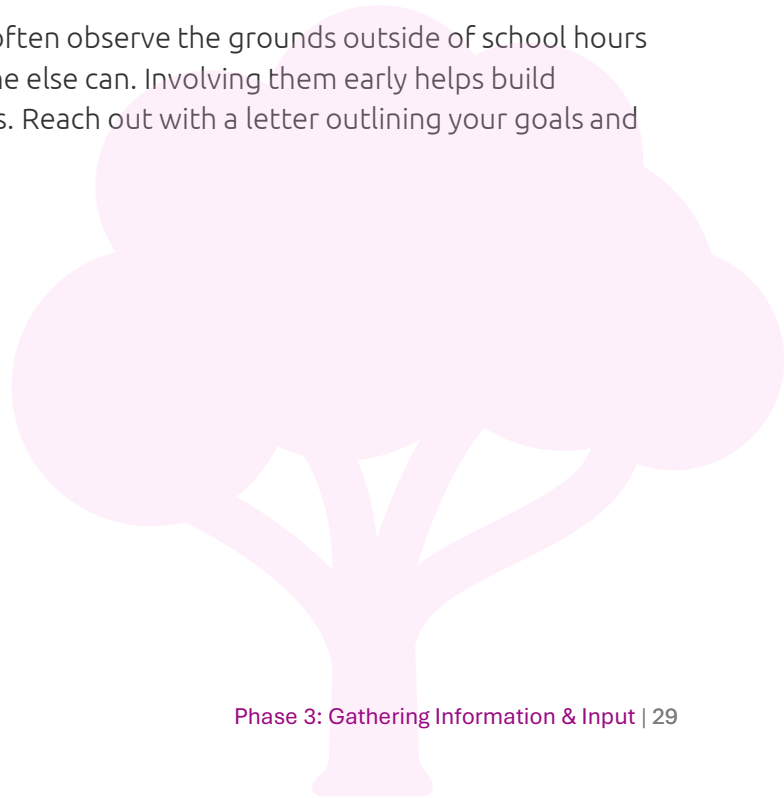 often observe the grounds outside of school hours
ne else can. Involving them early helps build
s. Reach out with a letter outlining your goals and
Phase 3: Gathering Information & Input | 29